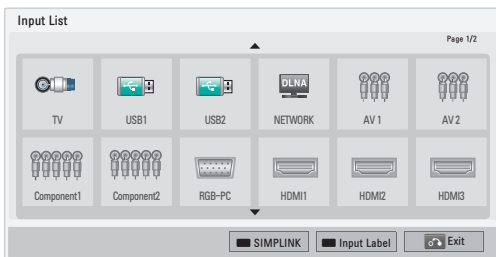 Input List
Page 1/2
DLNA
TV USB1 USB2 NETWORK AV 1 AV 2
Component1 Component2 RGB-PC HDMI1 HDMI2 HDMI3
SIMPLINK Input Label Exit